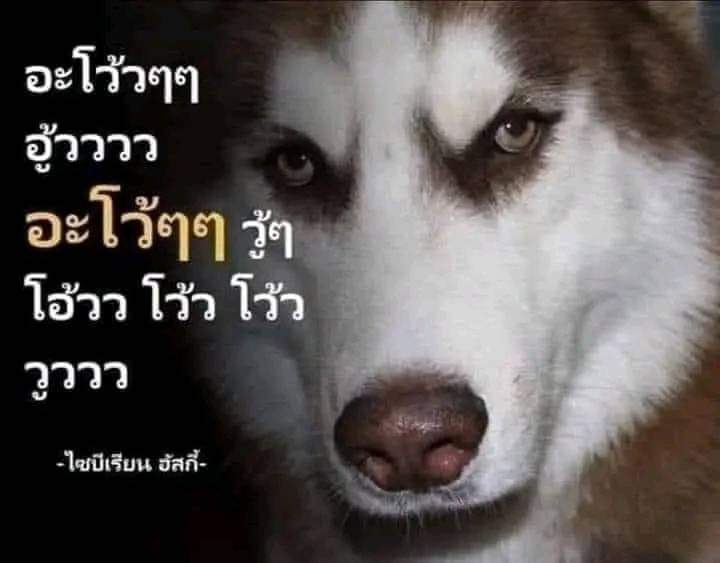 อะโว้วๆๆ
อู้วววว
อะโว้ๆๆ วู้ๆ
โอ้วว โว้ว โว้ว
วูววว
-ไซบีเรียน ฮัสกี้-